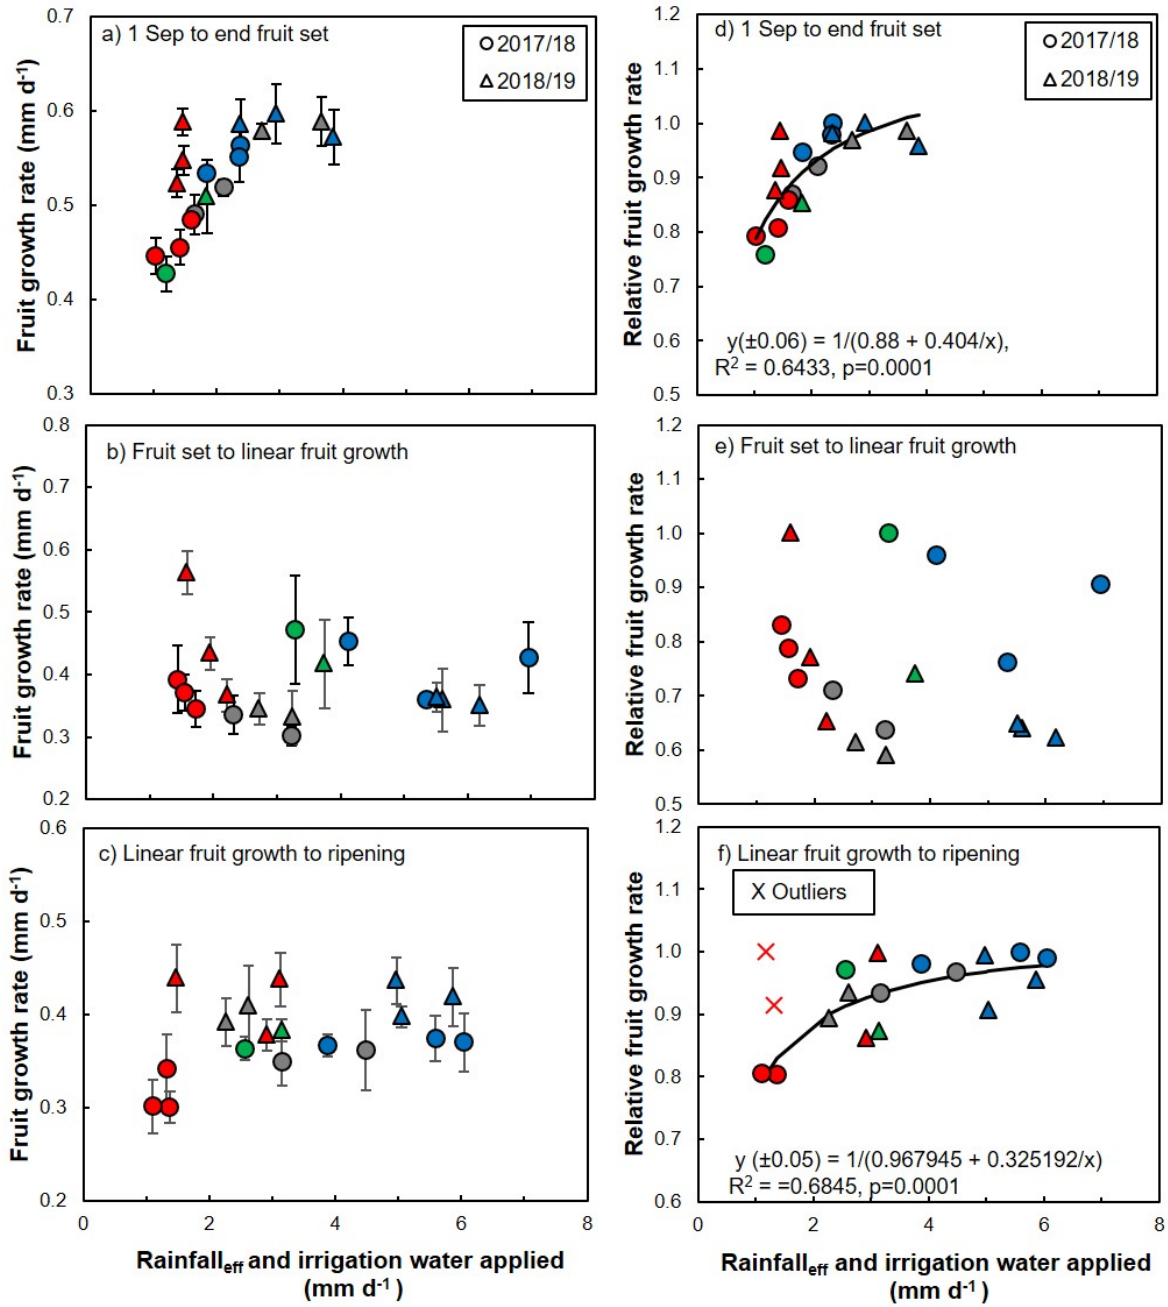 a) 1 Sep to end fruit set
2017/18
2018/19
0.7
0.6
0.5
0.4
0.3
Fruit growth rate (mm d-1)
d) 1 Sep to end fruit set
2017/18
2018/19
1.2
1.1
1.0
0.9
0.8
0.7
0.6
0.5
Relative fruit growth rate
y(±0.06) = 1/(0.88 + 0.404/x),
R2 = 0.6433, p=0.0001
b) Fruit set to linear fruit growth
0.8
0.7
0.6
0.5
0.4
0.3
0.2
Fruit growth rate (mm d-1)
e) Fruit set to linear fruit growth
1.2
1.1
1.0
0.9
0.8
0.7
0.6
0.5
Relative fruit growth rate
c) Linear fruit growth to ripening
0.6
0.5
0.4
0.3
0.2
Fruit growth rate (mm d-1)
0 2 4 6 8
Rainfalleff and irrigation water applied
(mm d-1 )
f) Linear fruit growth to ripening
X Outliers
1.2
1.1
1.0
0.9
0.8
0.7
0.6
Relative fruit growth rate
y (±0.05) = 1/(0.967945 + 0.325192/x)
R2 = =0.6845, p=0.0001
0 2 4 6 8
Rainfalleff and irrigation water applied
(mm d-1 )